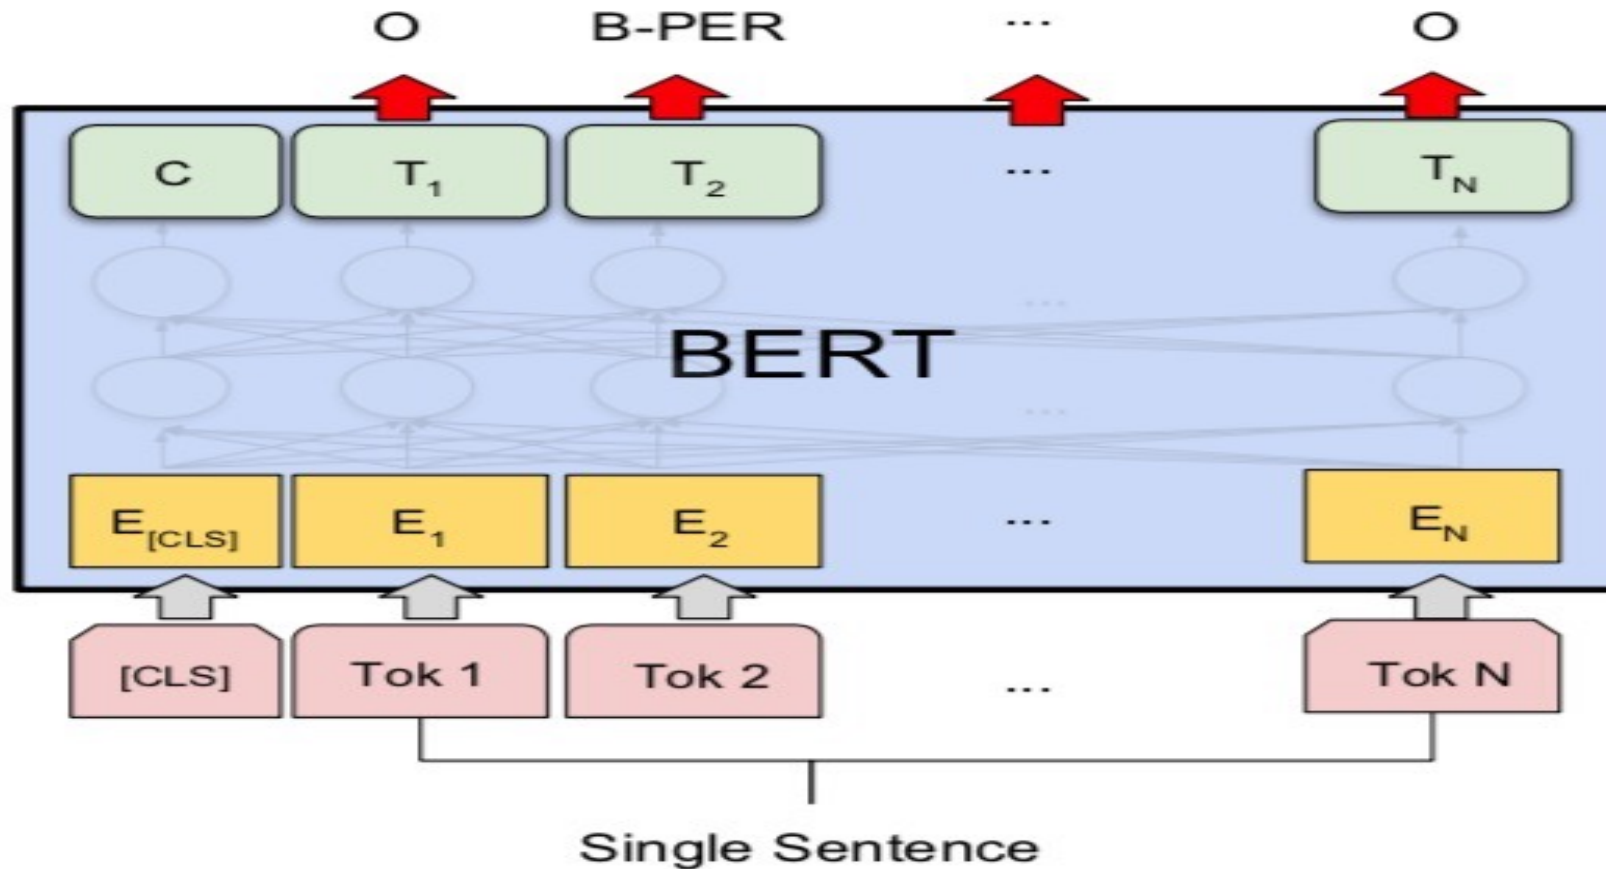 O B-PER ... O
C T1 T2 ... TN
...
BERT
...
E[CLS] E1 E2 ... EN
[CLS] Tok 1 Tok 2 ... Tok N
Single Sentence